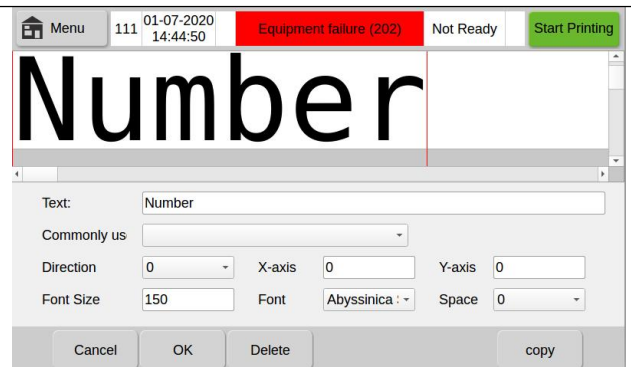 Menu 111 01-07-2020 14:44:50 Equipment failure (202) Not Ready Start Printing
Number
Text: Number
Commonly us
Direction 0 X-axis 0 Y-axis 0
Font Size 150 Font Abyssinica Space 0
Cancel OK Delete copy